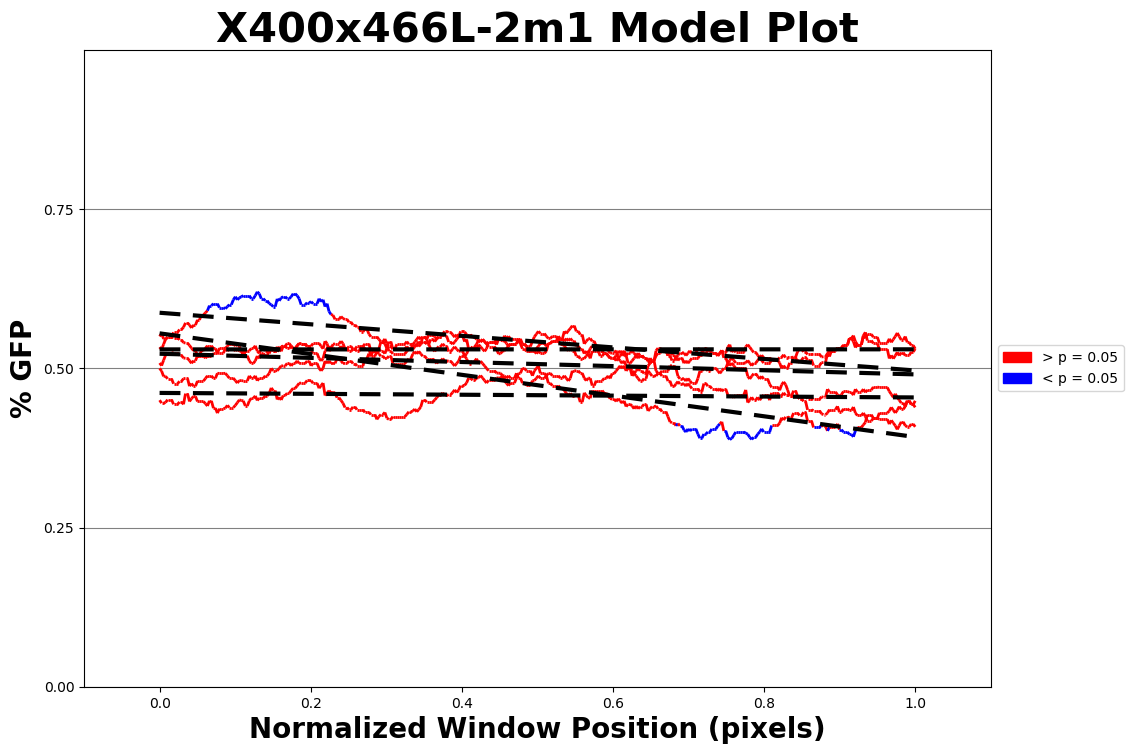 X400x466L-2m1 Model Plot
% GFP
0.75
0.50
0.25
0.00
0.0 0.2 0.4 0.6 0.8 1.0
Normalized Window Position (pixels)
> p = 0.05
< p = 0.05